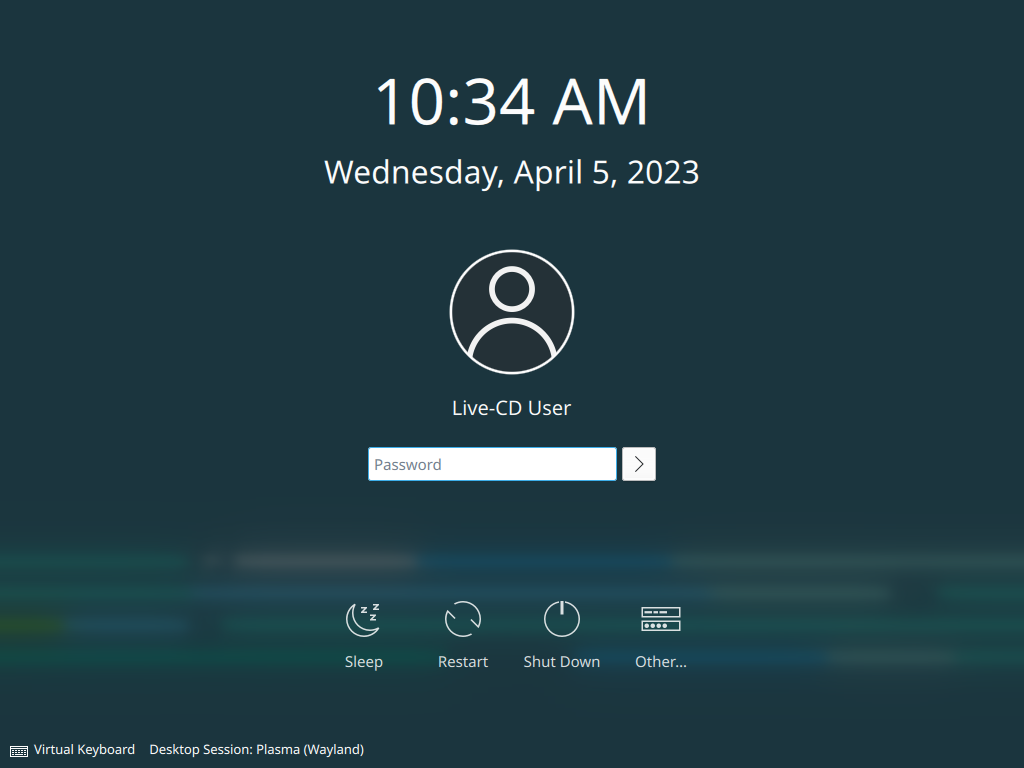 10:34 AM
Wednesday, April 5, 2023
Live-CD User
Password
Sleep Restart Shut Down Other...
Virtual Keyboard Desktop Session: Plasma (Wayland)